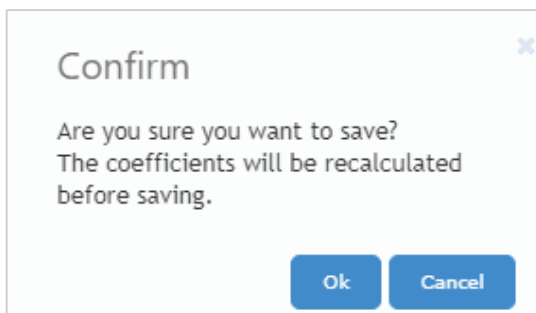 Confirm
Are you sure you want to save?
The coefficients will be recalculated
before saving.
Ok
Cancel